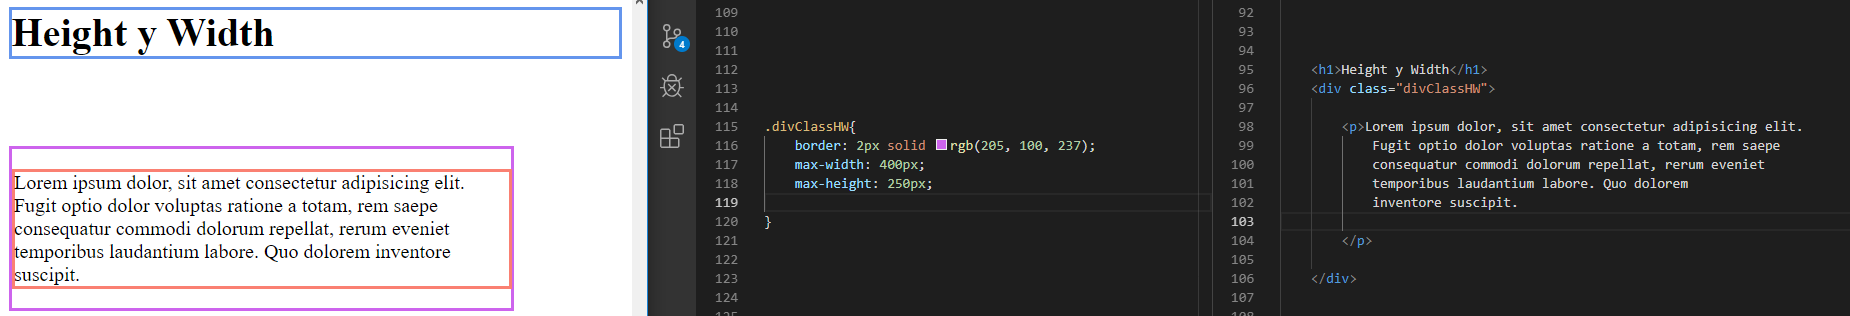 Height y Width
Lorem ipsum dolor, sit amet consectetur adipisicing elit.
Fugit optio dolor voluptas ratione a totam, rem saepe
consequatur commodi dolorum repellat, rerum eveniet
temporibus laudantium labore. Quo dolorem inventore
suscipit.
4
109
110
111
112
113
114
115 .divClassHW{
116 border: 2px solid rgb(205, 100, 237);
117 max-width: 400px;
118 max-height: 250px;
119
120 }
121
122
123
124
92
93
94
95 <h1>Height y Width</h1>
96 <div class="divClassHW">
97
98 <p>Lorem ipsum dolor, sit amet consectetur adipisicing elit.
99 Fugit optio dolor voluptas ratione a totam, rem saepe
100 consequatur commodi dolorum repellat, rerum eveniet
101 temporibus laudantium labore. Quo dolorem
102 inventore suscipit.
103
104 </p>
105
106 </div>
107